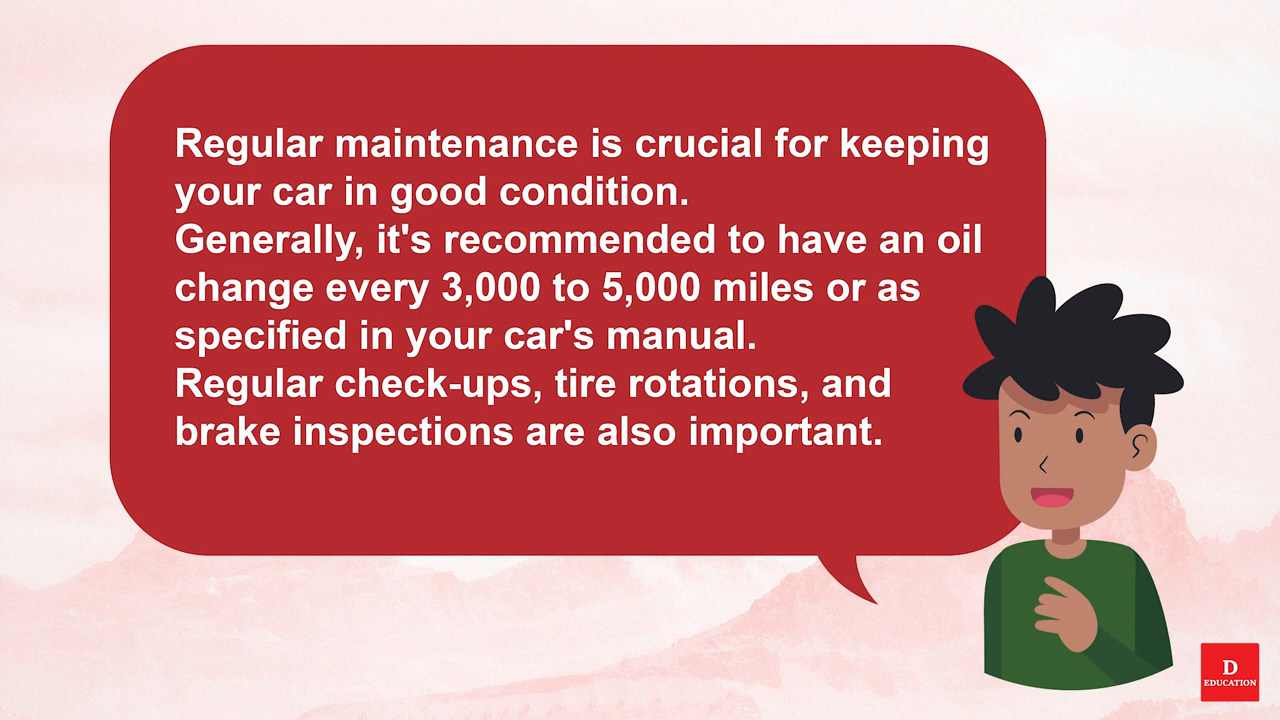 Regular maintenance is crucial for keeping
your car in good condition.
Generally, it's recommended to have an oil
change every 3,000 to 5,000 miles or as
specified in your car's manual.
Regular check-ups, tire rotations, and
brake inspections are also important.
D
EDUCATION